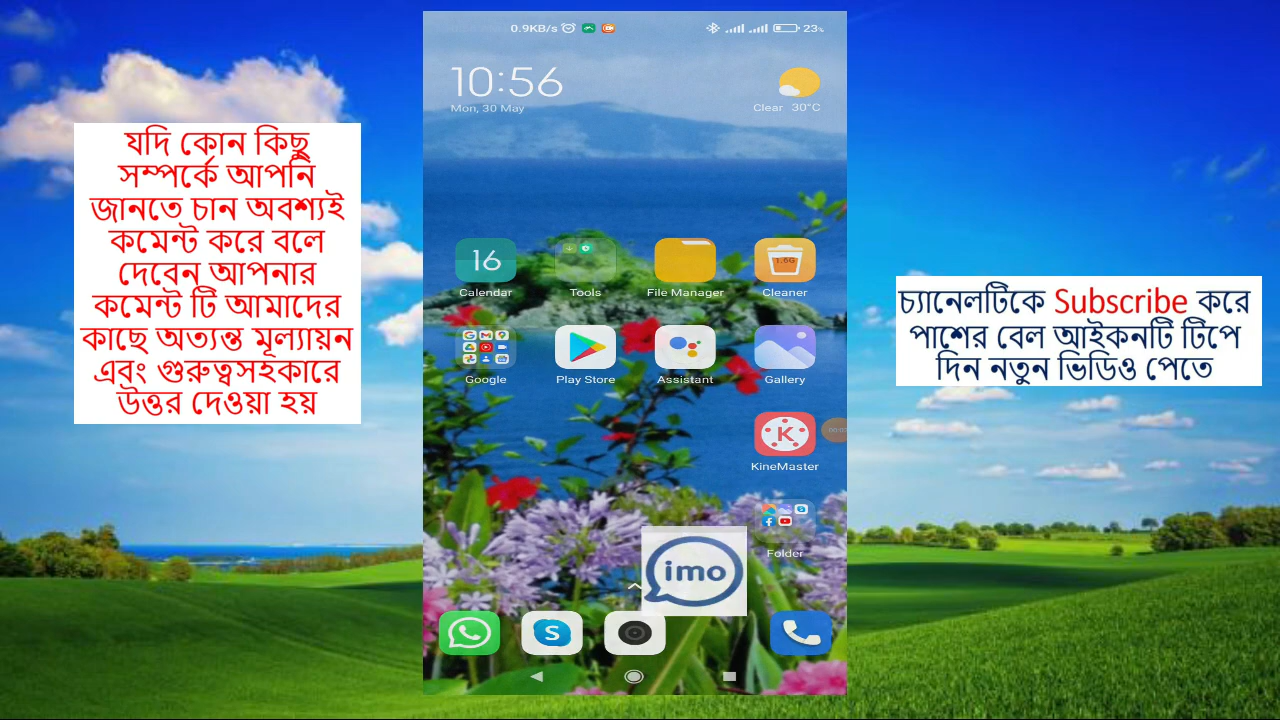 যদি কোন কিছু
সম্পর্কে আপনি
জানতে চান অবশ্যই
কমেন্ট করে বলে
দেবেন আপনার
কমেন্ট টি আমাদের
কাছে অত্যন্ত মূল্যায়ন
এবং গুরুত্বসহকারে
উত্তর দেওয়া হয়
0.9KB/s
23%
10:56
Mon, 30 May
Clear 30°C
16
1.6G
Calendar
Tools
File Manager
Cleaner
Google
Play Store
Assistant
Gallery
K
KineMaster
Folder
imo
S
চ্যানেলটিকে Subscribe করে
পাশের বেল আইকনটি টিপে
দিন নতুন ভিডিও পেতে